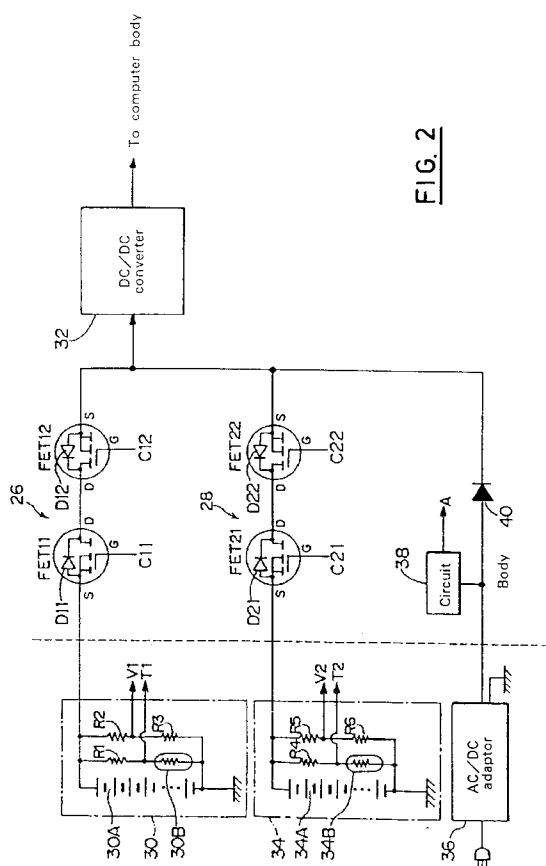 To computer body
DC/DC
converter
32
FIG. 2
26
FET11
FET12
D11
D12
S
D
D
S
G
G
C11
C12
28
FET21
FET22
D21
D22
S
D
D
S
G
G
C21
C22
38
Circuit
A
40
Body
R1
R2
R3
V1
T1
30A
30
30B
R4
R5
R6
V2
T2
34
34A
34B
AC/DC
adaptor
36